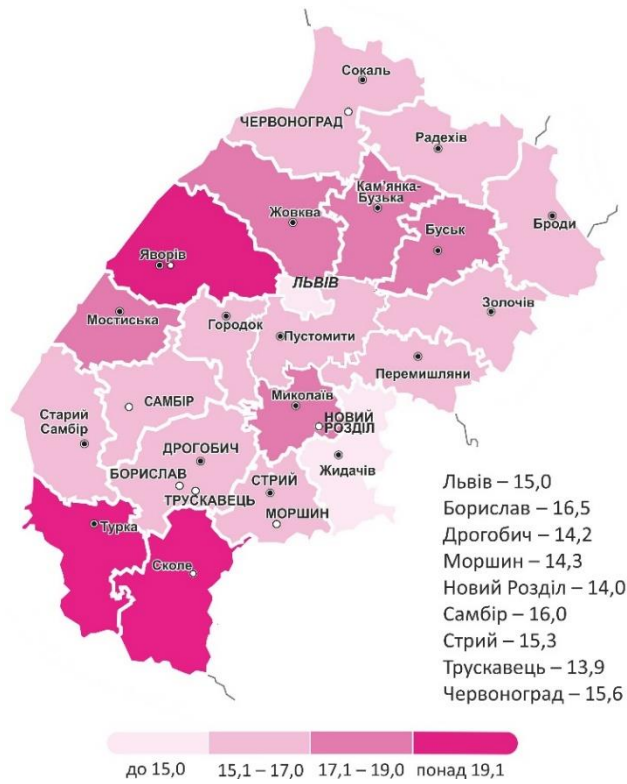 Сокаль
ЧЕРВОНОГРАД
Радехів
Кам'янка-
Бузька
Жовква
Буськ
Броди
Яворів
ЛЬВІВ
Золочів
Мостиська
Городок
Пустомити
Перемишляни
САМБІР
Миколаїв
Старий
Самбір
НОВИЙ
РОЗДІЛ
ДРОГОБИЧ
БОРИСЛАВ
СТРИЙ
Жидачів
ТРУСКАВЕЦЬ
МОРШИН
Турка
Сколе
Львів – 15,0
Борислав – 16,5
Дрогобич – 14,2
Моршин – 14,3
Новий Розділ – 14,0
Самбір – 16,0
Стрий – 15,3
Трускавець – 13,9
Червоноград – 15,6
до 15,0 15,1 – 17,0 17,1 – 19,0 понад 19,1